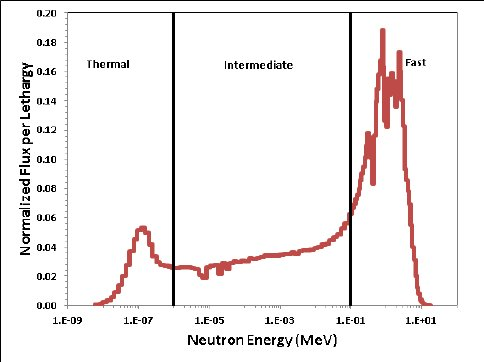 0.20
0.18
Thermal
Intermediate
Fast
0.16
0.14
0.12
0.10
0.08
0.06
0.04
0.02
0.00
Normalized Flux per Lethargy
1.E-09 1.E-07 1.E-05 1.E-03 1.E-01 1.E+01
Neutron Energy (MeV)